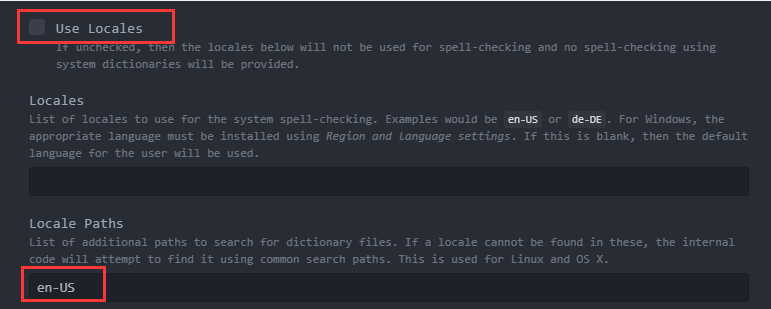 Use Locales
If unchecked, then the locales below will not be used for spell-checking and no spell-checking using
system dictionaries will be provided.
Locales
List of locales to use for the system spell-checking. Examples would be en-US or de-DE. For Windows, the
appropriate language must be installed using Region and Language settings. If this is blank, then the default
language for the user will be used.
Locale Paths
List of additional paths to search for dictionary files. If a locale cannot be found in these, the internal
code will attempt to find it using common search paths. This is used for Linux and OS X.
en-US